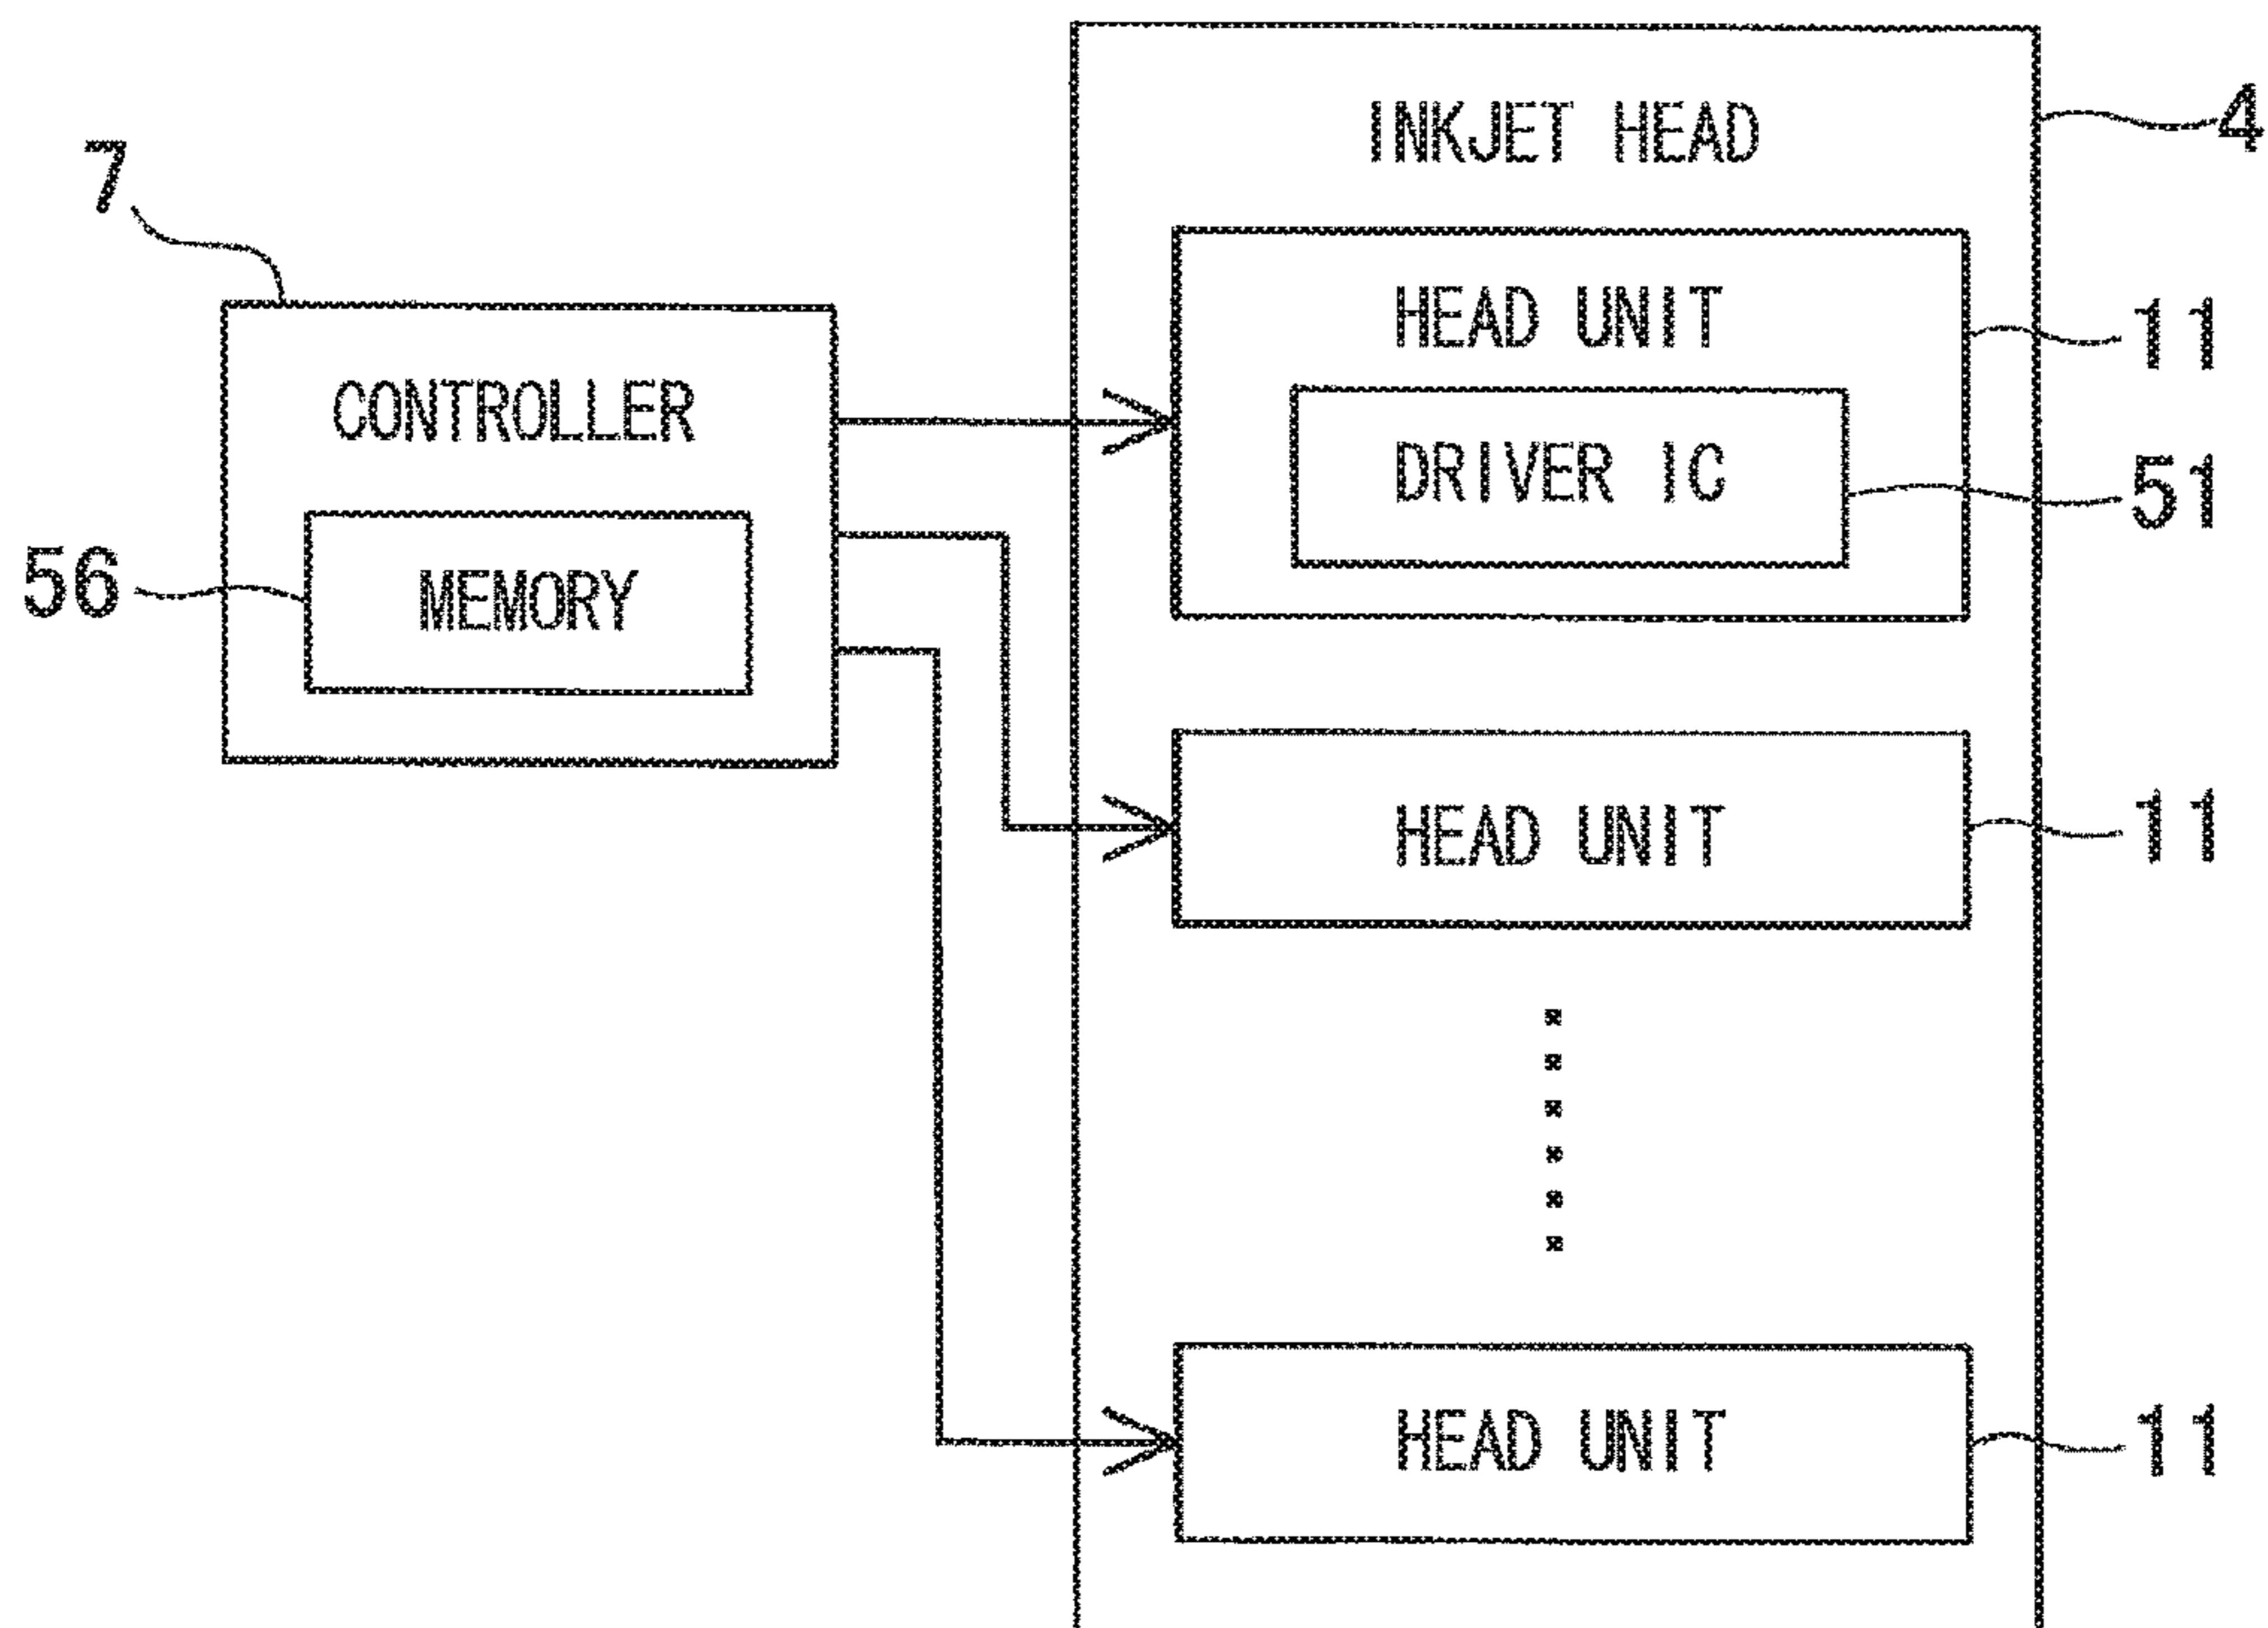 INKJET HEAD
4
7
HEAD UNIT
11
CONTROLLER
DRIVER IC
51
56
MEMORY
HEAD UNIT
11
HEAD UNIT
11